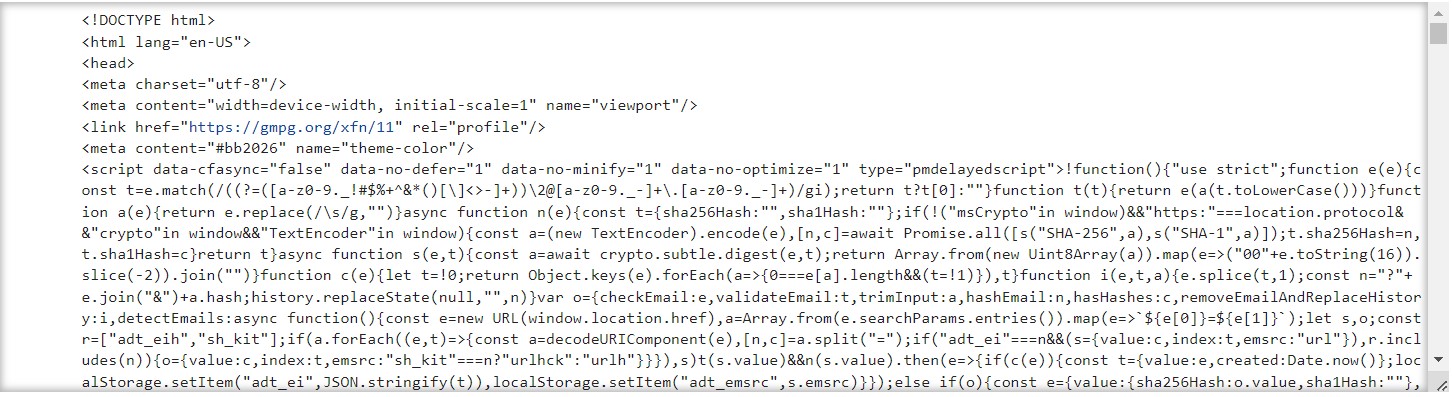 <!DOCTYPE html>
<html lang="en-US">
<head>
<meta charset="utf-8"/>
<meta content="width=device-width, initial-scale=1" name="viewport"/>
<link href="https://gmpg.org/xfn/11" rel="profile"/>
<meta content="#bb2026" name="theme-color"/>
<script data-cfasync="false" data-no-defer="1" data-no-minify="1" data-no-optimize="1" type="pmdelayedscript">!function(){"use strict";function e(e){c
onst t=e.match(/((?=([a-z0-9._!#$%+^&*()[\]<>-]+))\2@[a-z0-9._-]+\.[a-z0-9._-]+)/gi);return t?t[0]:""}function t(t){return e(a(t.toLowerCase()))}funct
ion a(e){return e.replace(/\s/g,"")}async function n(e){const t={sha256Hash:"",sha1Hash:""};if(!("msCrypto"in window)&&"https:"===location.protocol&
&"crypto"in window&&"TextEncoder"in window){const a=(new TextEncoder).encode(e),[n,c]=await Promise.all([s("SHA-256",a),s("SHA-1",a)]);t.sha256Hash=n,
t.sha1Hash=c}return t}async function s(e,t){const a=await crypto.subtle.digest(e,t);return Array.from(new Uint8Array(a)).map(e=>("00"+e.toString(16)).
slice(-2)).join("")}function c(e){let t=!0;return Object.keys(e).forEach(a=>{0===e[a].length&&(t=!1)}),t}function i(e,t,a){e.splice(t,1);const n="?"+
e.join("&")+a.hash;history.replaceState(null,"",n)}var o={checkEmail:e,validateEmail:t,trimInput:a,hashEmail:n,hasHashes:c,removeEmailAndReplaceHistor
y:i,detectEmails:async function(){const e=new URL(window.location.href),a=Array.from(e.searchParams.entries()).map(e=>`${e[0]}=${e[1]}`);let s,o;const
r=["adt_eih","sh_kit"];if(a.forEach((e,t)=>{const a=decodeURIComponent(e),[n,c]=a.split("=");if("adt_ei"===n&&(s={value:c,index:t,emsrc:"url"}),r.incl
udes(n)){o={value:c,index:t,emsrc:"sh_kit"===n?"urlhck":"urlh"}}}),s)t(s.value)&&n(s.value).then(e=>{if(c(e)){const t={value:e,created:Date.now()};loc
alStorage.setItem("adt_ei",JSON.stringify(t)),localStorage.setItem("adt_emsrc",s.emsrc)}});else if(o){const e={value:{sha256Hash:o.value,sha1Hash:""},